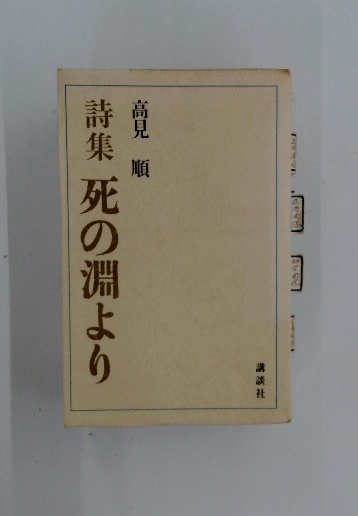 高見 順
詩集 死の淵より
講談社